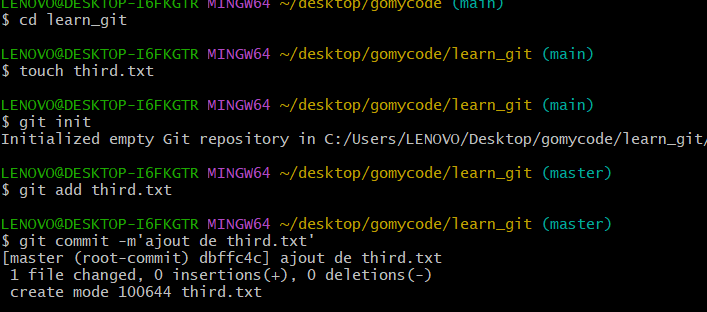 LENOVO@DESKTOP-I6FKGTR MINGW64 ~/desktop/gomycode (main)
$ cd learn_git
LENOVO@DESKTOP-I6FKGTR MINGW64 ~/desktop/gomycode/learn_git (main)
$ touch third.txt
LENOVO@DESKTOP-I6FKGTR MINGW64 ~/desktop/gomycode/learn_git (main)
$ git init
Initialized empty Git repository in C:/Users/LENOVO/Desktop/gomycode/learn_git/
LENOVO@DESKTOP-I6FKGTR MINGW64 ~/desktop/gomycode/learn_git (master)
$ git add third.txt
LENOVO@DESKTOP-I6FKGTR MINGW64 ~/desktop/gomycode/learn_git (master)
$ git commit -m'ajout de third.txt'
[master (root-commit) dbffc4c] ajout de third.txt
 1 file changed, 0 insertions(+), 0 deletions(-)
 create mode 100644 third.txt